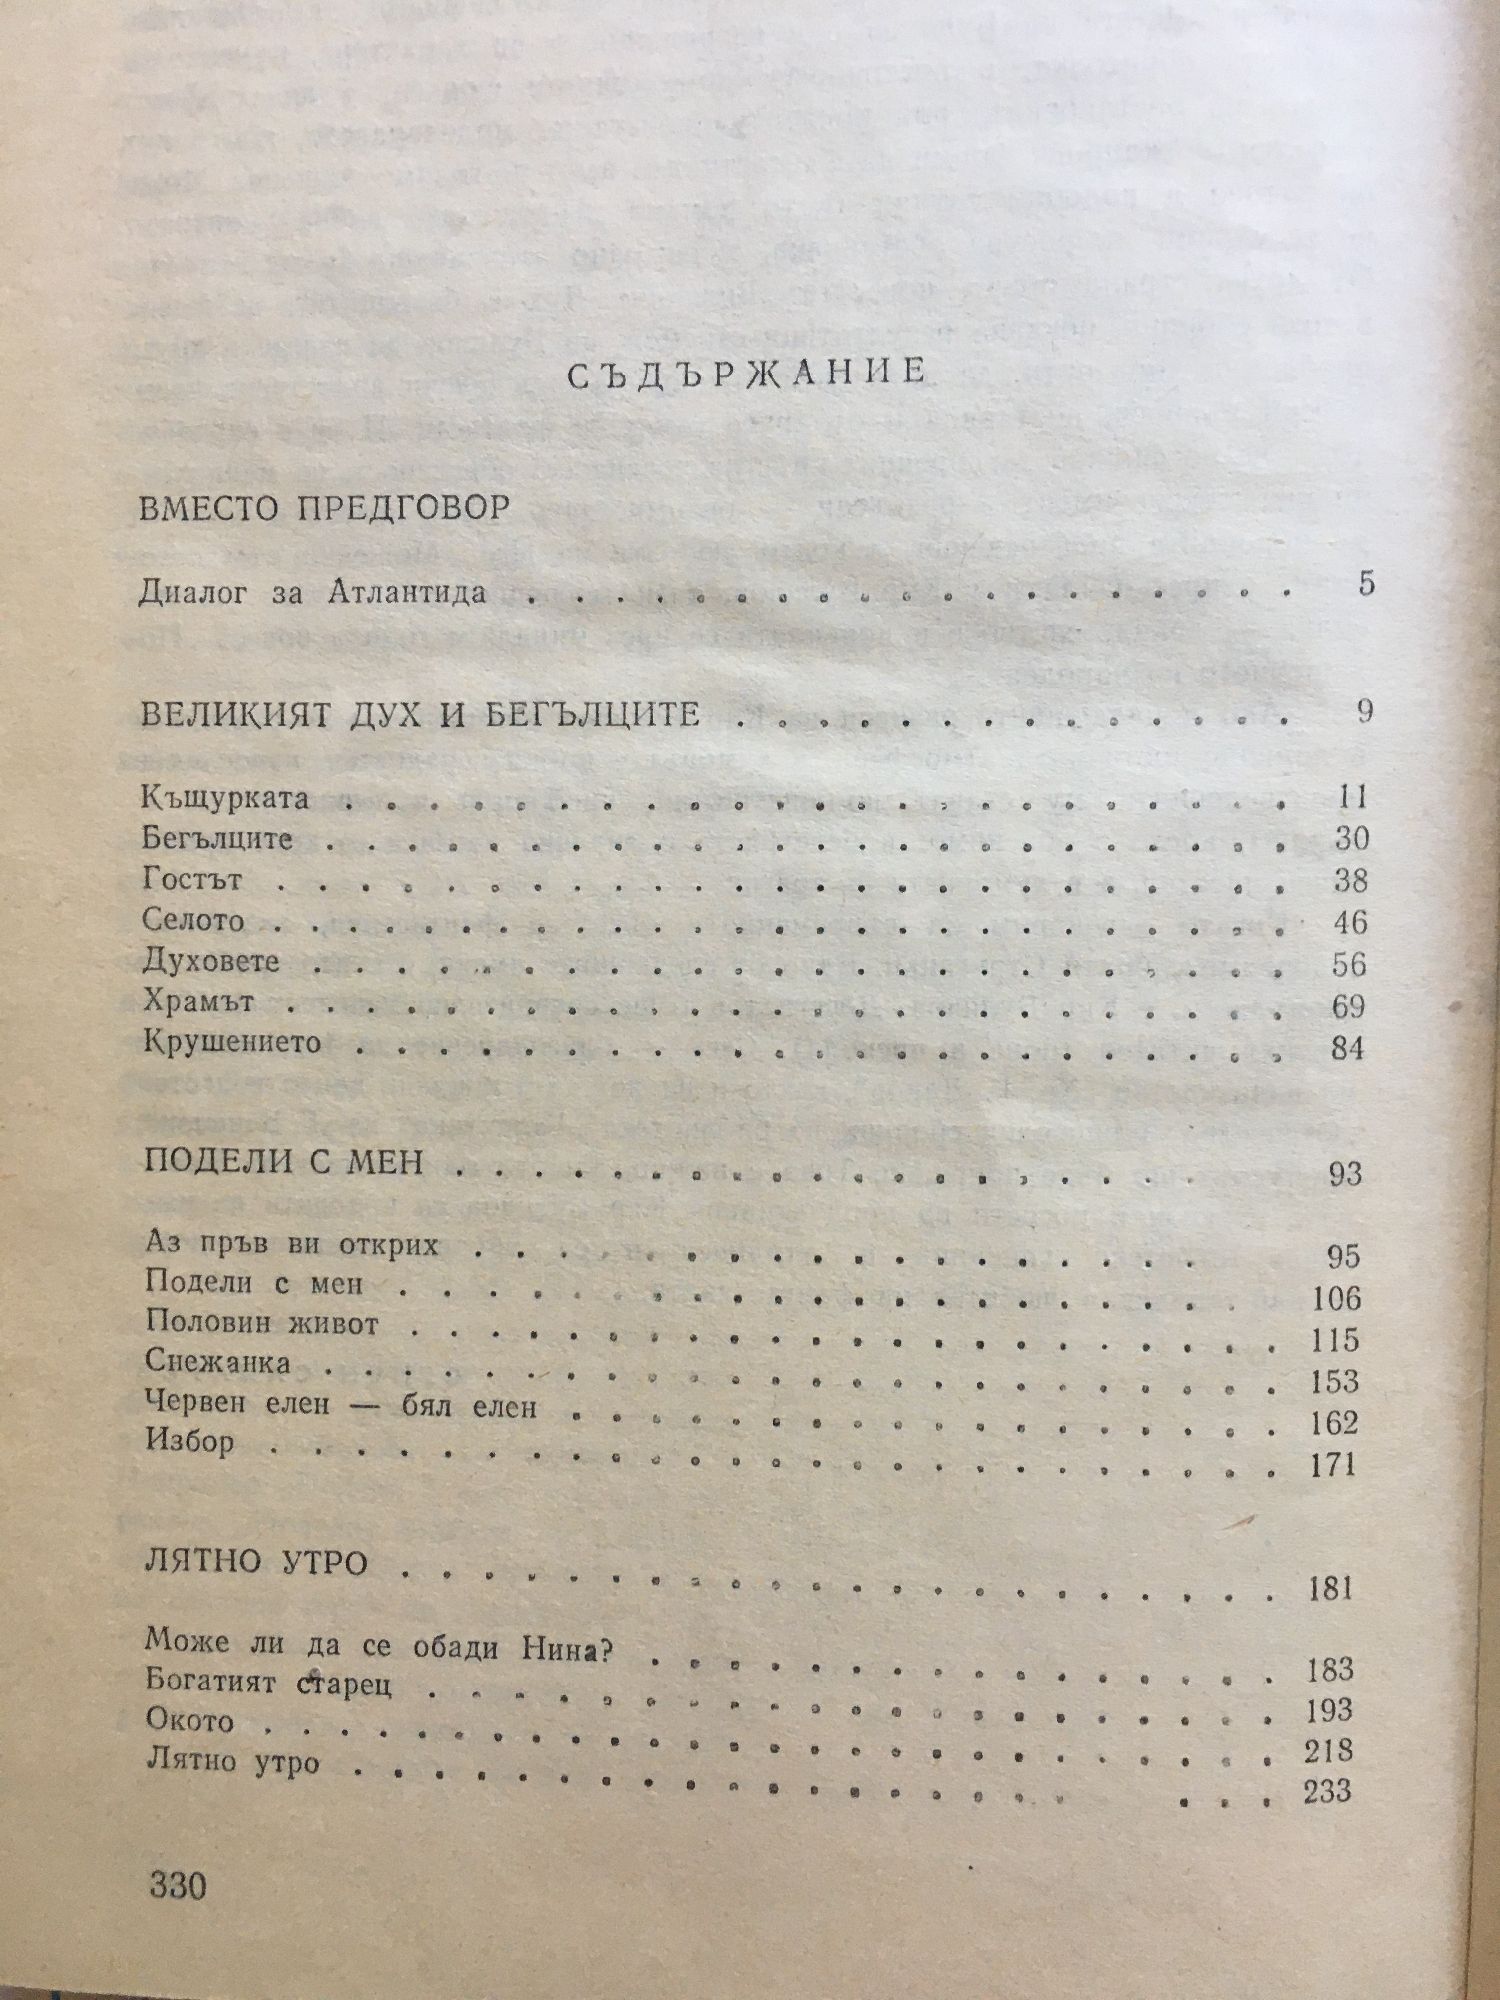 СЪДЪРЖАНИЕ
ВМЕСТО ПРЕДГОВОР
Диалог за Атлантида . . . . . . . . . . . . . . . . . . . 5
ВЕЛИКИЯТ ДУХ И БЕГЪЛЦИТЕ . . . . . . . . . . . . . . 9
Къщурката . . . . . . . . . . . . . . . . . . . . . . . 11
Бегълците . . . . . . . . . . . . . . . . . . . . . . . . 30
Гостът . . . . . . . . . . . . . . . . . . . . . . . . . 38
Селото . . . . . . . . . . . . . . . . . . . . . . . . . 46
Духовете . . . . . . . . . . . . . . . . . . . . . . . . 56
Храмът . . . . . . . . . . . . . . . . . . . . . . . . . 69
Крушението . . . . . . . . . . . . . . . . . . . . . . . 84
ПОДЕЛИ С МЕН . . . . . . . . . . . . . . . . . . . 93
Аз пръв ви открих . . . . . . . . . . . . . . . . . . 95
Подели с мен . . . . . . . . . . . . . . . . . . . . . 106
Половин живот . . . . . . . . . . . . . . . . . . . . . . 115
Снежанка . . . . . . . . . . . . . . . . . . . . . . . . 153
Червен елен — бял елен . . . . . . . . . . . . . . . . . . 162
Избор . . . . . . . . . . . . . . . . . . . . . . . . . 171
ЛЯТНО УТРО . . . . . . . . . . . . . . . . . . . . . . 181
Може ли да се обади Нина? . . . . . . . . . . . . . . . . 183
Богатият старец . . . . . . . . . . . . . . . . . . . . . 193
Окото . . . . . . . . . . . . . . . . . . . . . . . . . 218
Лятно утро . . . . . . . . . . . . . . . . . . . . . 233
330